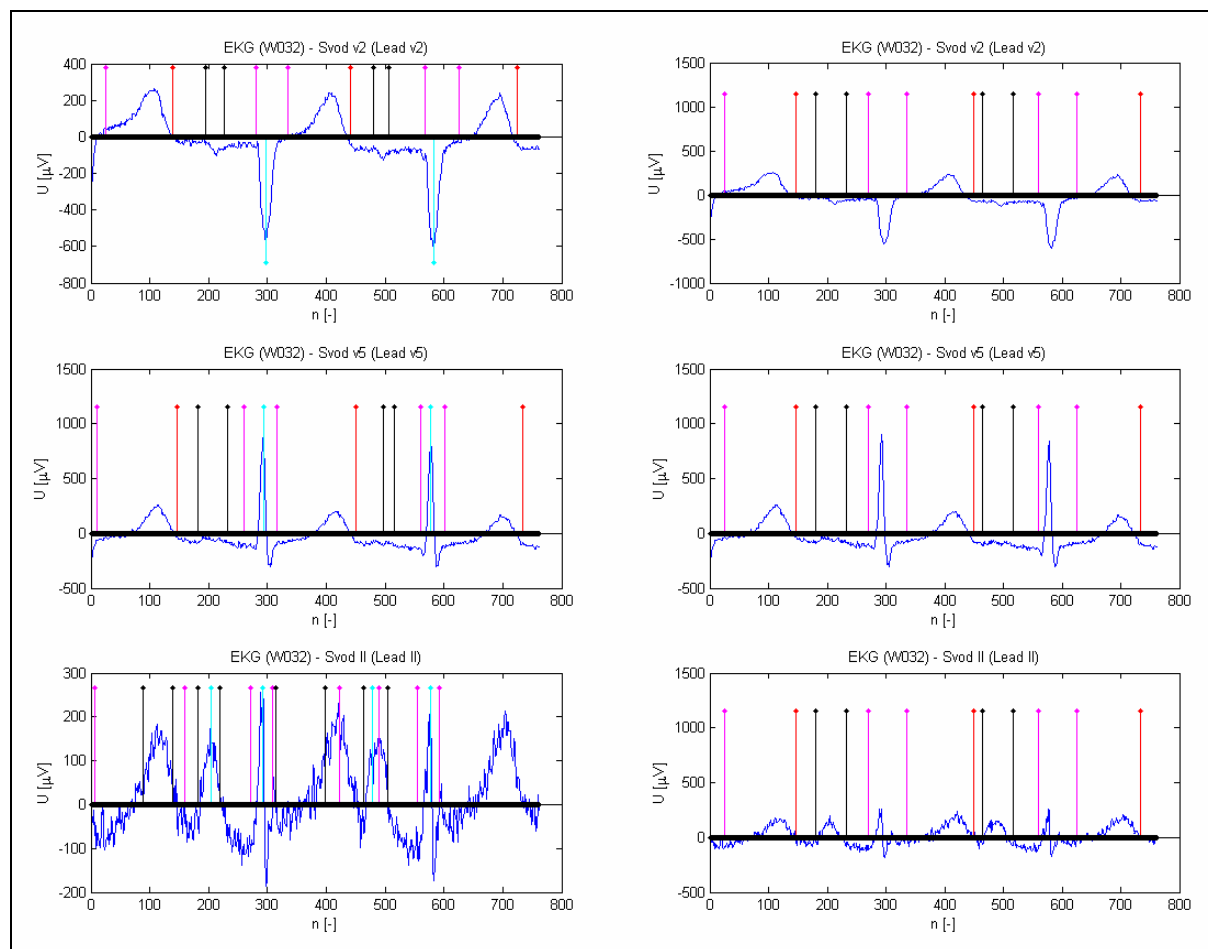 EKG (W032) - Svod v2 (Lead v2)
400
200
0
-200
-400
-600
-800
U [µV]
0 100 200 300 400 500 600 700 800
n [-]
EKG (W032) - Svod v2 (Lead v2)
1500
1000
500
0
-500
-1000
U [µV]
0 100 200 300 400 500 600 700 800
n [-]
EKG (W032) - Svod v5 (Lead v5)
1500
1000
500
0
-500
U [µV]
0 100 200 300 400 500 600 700 800
n [-]
EKG (W032) - Svod v5 (Lead v5)
1500
1000
500
0
-500
U [µV]
0 100 200 300 400 500 600 700 800
n [-]
EKG (W032) - Svod II (Lead II)
300
200
100
0
-100
-200
U [µV]
0 100 200 300 400 500 600 700 800
n [-]
EKG (W032) - Svod II (Lead II)
1500
1000
500
0
-500
U [µV]
0 100 200 300 400 500 600 700 800
n [-]